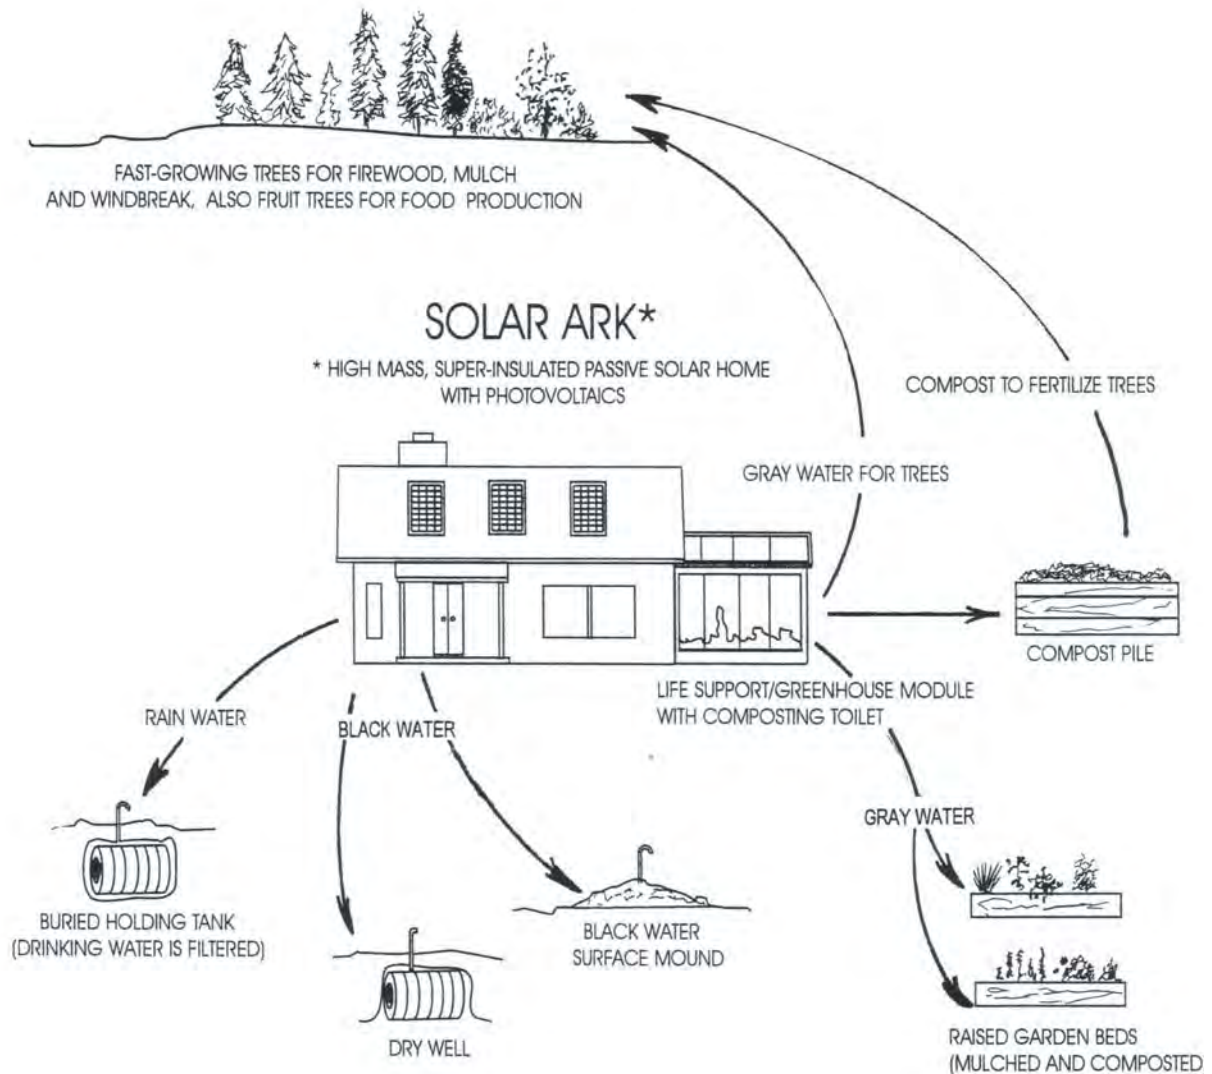 FAST-GROWING TREES FOR FIREWOOD, MULCH
AND WINDBREAK, ALSO FRUIT TREES FOR FOOD PRODUCTION
SOLAR ARK*
* HIGH MASS, SUPER-INSULATED PASSIVE SOLAR HOME
WITH PHOTOVOLTAICS
COMPOST TO FERTILIZE TREES
GRAY WATER FOR TREES
COMPOST PILE
LIFE SUPPORT/GREENHOUSE MODULE
WITH COMPOSTING TOILET
RAIN WATER
BLACK WATER
GRAY WATER
BURIED HOLDING TANK
(DRINKING WATER IS FILTERED)
BLACK WATER
SURFACE MOUND
DRY WELL
RAISED GARDEN BEDS
(MULCHED AND COMPOSTED